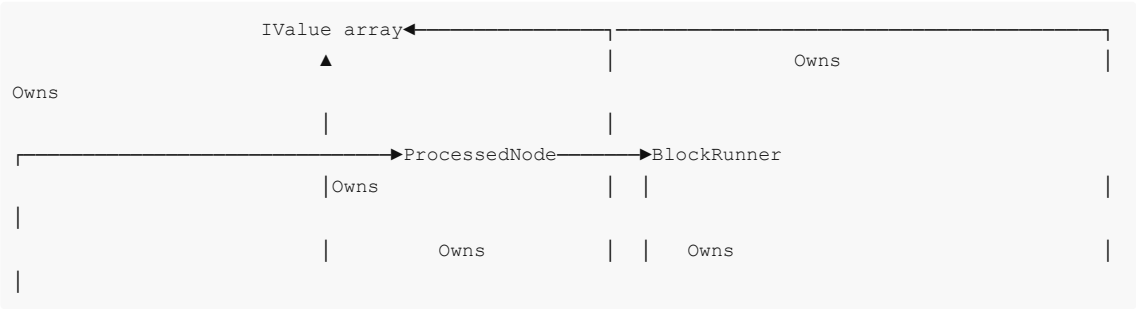 IValue array◄───────────────┐───────────────────────────────────────┐
▲ │ Owns │
Owns
│ │
┌──────────────────────────────►ProcessedNode───────►BlockRunner
│Owns │ │ │
│
│ Owns │ │ Owns │
│